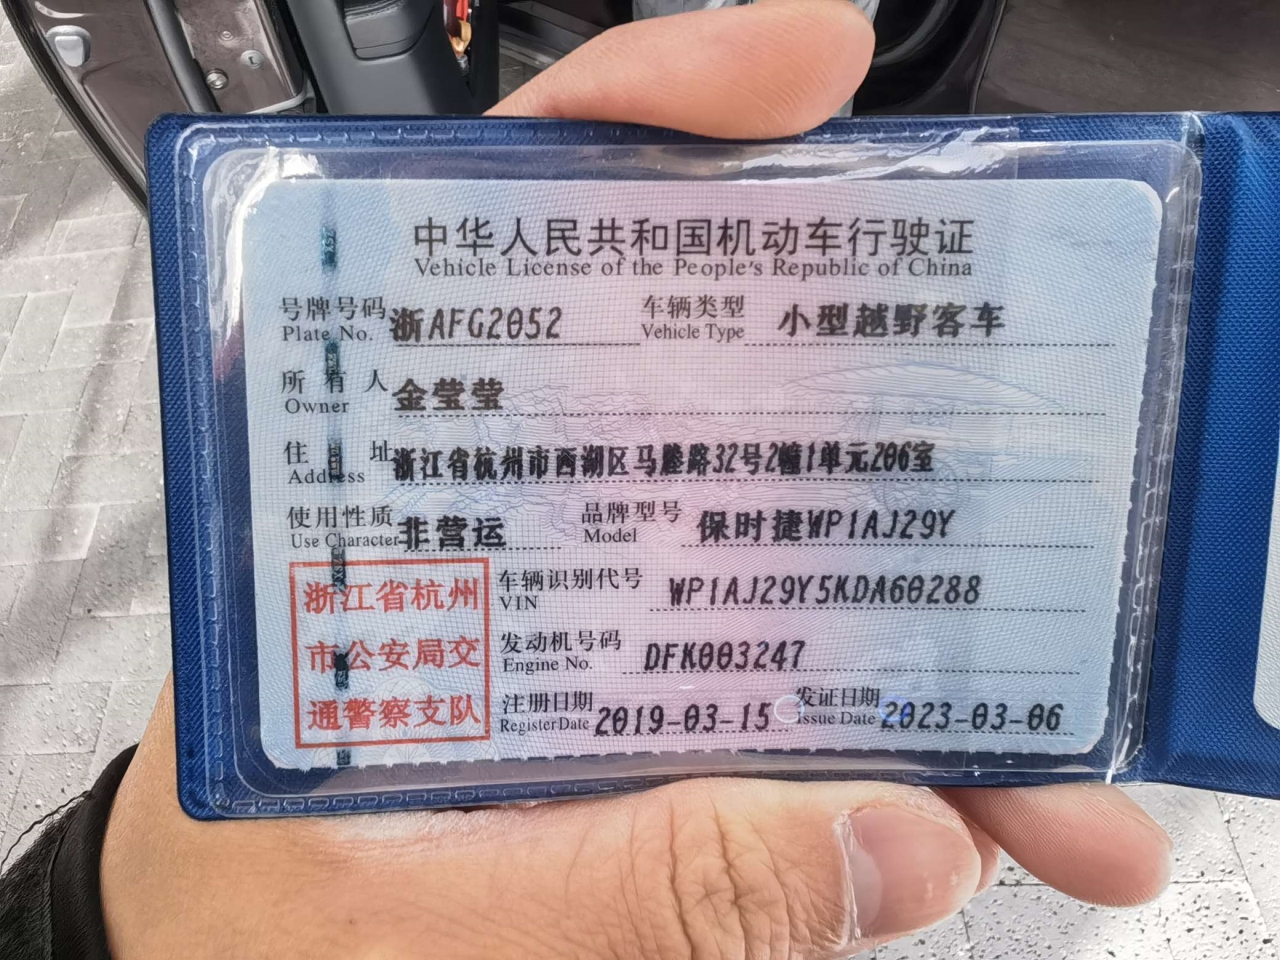 中华人民共和国机动车行驶证
Vehicle License of the People's Republic of China
号牌号码 浙AFG2052 车辆类型 小型越野客车
Plate No. Vehicle Type
所有人 金莹莹
Owner
住址 浙江省杭州市西湖区马塍路32号2幢1单元206室
Address
使用性质 非营运 品牌型号 保时捷WP1AJ29Y
Use Character Model
车辆识别代号 WP1AJ29Y5KDA60288
VIN
发动机号码 DFK003247
Engine No.
注册日期 2019-03-15 发证日期 2023-03-06
Register Date Issue Date
浙江省杭州
市公安局交
通警察支队